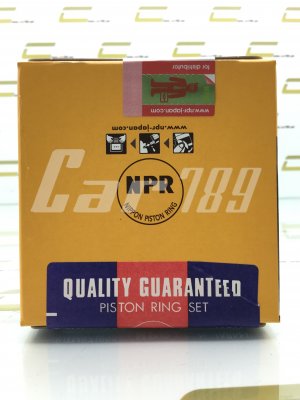 for distributor
www.npr-japan.com
www.npr-japan.com
NPR
NIPPON PISTON RING
Car789
QUALITY GUARANTEED
PISTON RING SET